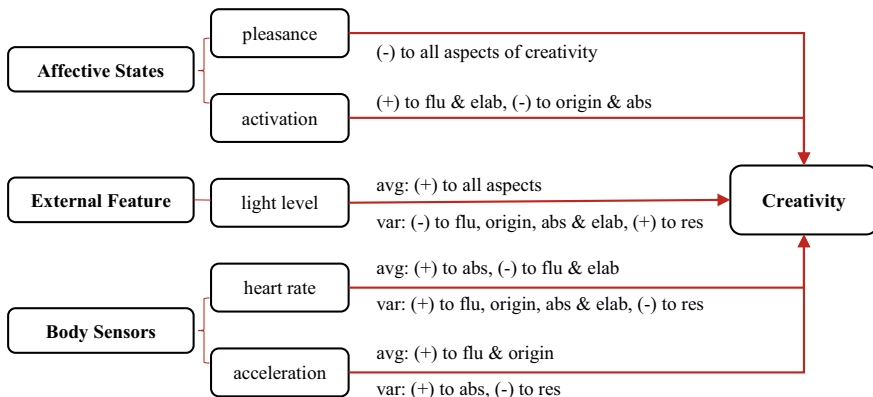 pleasance
(-) to all aspects of creativity
Affective States
activation
(+) to flu & elab, (-) to origin & abs
External Feature
light level
avg: (+) to all aspects
var: (-) to flu, origin, abs & elab, (+) to res
Creativity
heart rate
avg: (+) to abs, (-) to flu & elab
var: (+) to flu, origin, abs & elab, (-) to res
Body Sensors
acceleration
avg: (+) to flu & origin
var: (+) to abs, (-) to res